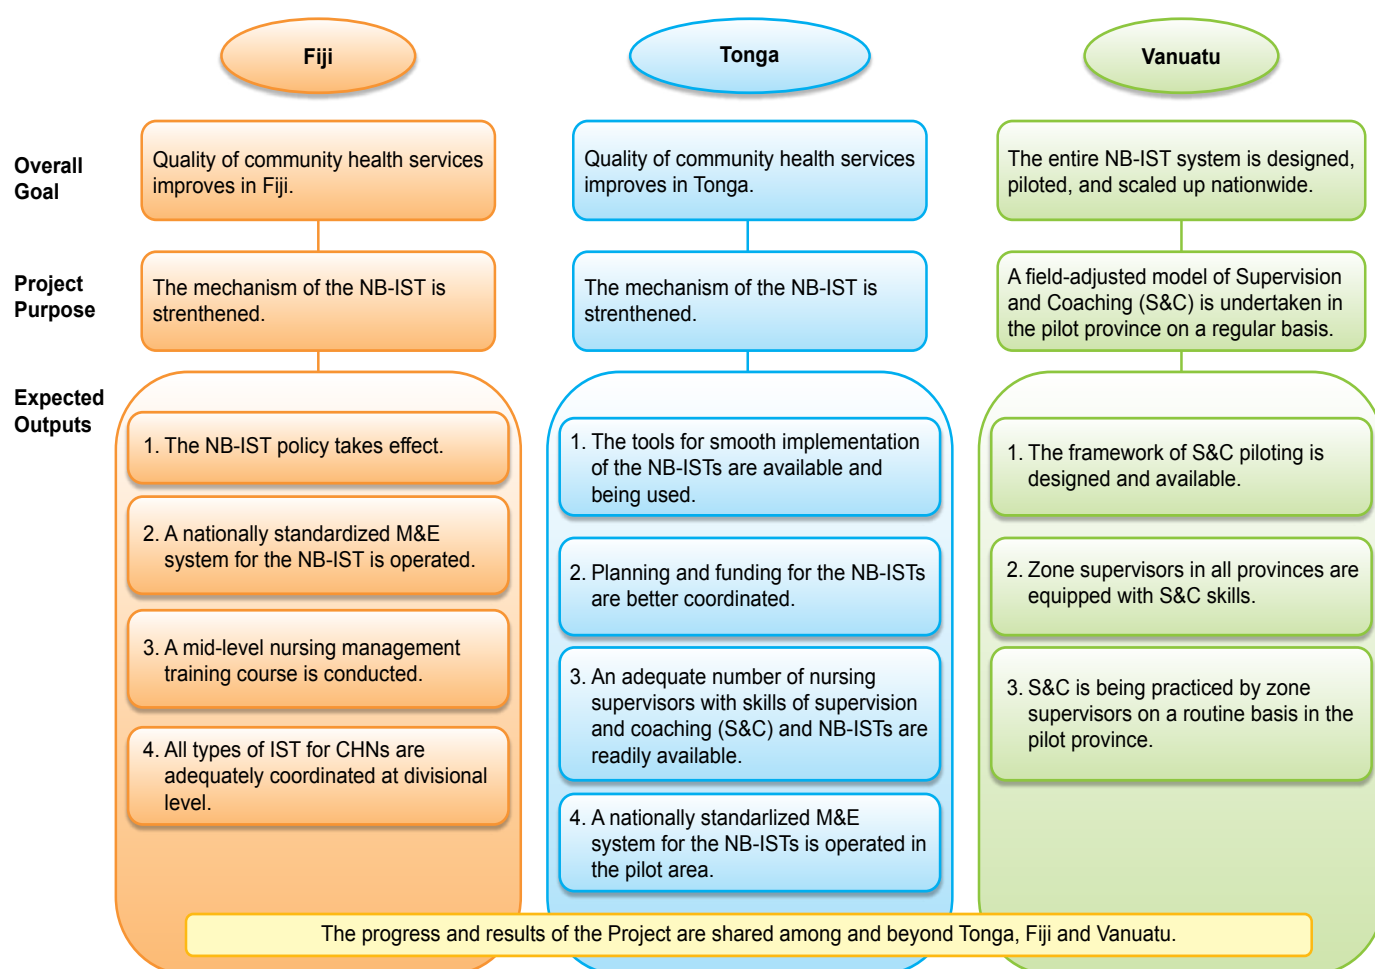 Fiji
Tonga
Vanuatu
Overall
Goal
Quality of community health services
improves in Fiji.
Quality of community health services
improves in Tonga.
The entire NB-IST system is designed,
piloted, and scaled up nationwide.
Project
Purpose
The mechanism of the NB-IST is
strenthened.
The mechanism of the NB-IST is
strenthened.
A field-adjusted model of Supervision
and Coaching (S&C) is undertaken in
the pilot province on a regular basis.
Expected
Outputs
1. The NB-IST policy takes effect.
2. A nationally standardized M&E
system for the NB-IST is operated.
3. A mid-level nursing management
training course is conducted.
4. All types of IST for CHNs are
adequately coordinated at divisional
level.
1. The tools for smooth implementation
of the NB-ISTs are available and
being used.
2. Planning and funding for the NB-ISTs
are better coordinated.
3. An adequate number of nursing
supervisors with skills of supervision
and coaching (S&C) and NB-ISTs are
readily available.
4. A nationally standarlized M&E
system for the NB-ISTs is operated in
the pilot area.
1. The framework of S&C piloting is
designed and available.
2. Zone supervisors in all provinces are
equipped with S&C skills.
3. S&C is being practiced by zone
supervisors on a routine basis in the
pilot province.
The progress and results of the Project are shared among and beyond Tonga, Fiji and Vanuatu.